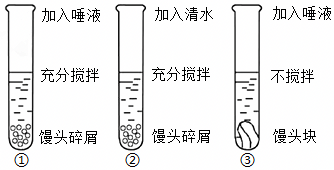 加入唾液 加入清水 加入唾液
充分搅拌 充分搅拌 不搅拌
馒头碎屑 馒头碎屑 馒头块
① ② ③